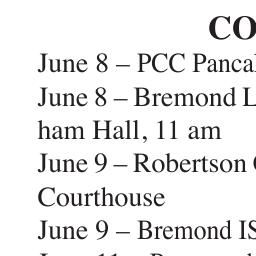 CO
June 8 – PCC Panca
June 8 – Bremond L
ham Hall, 11 am
June 9 – Robertson
Courthouse
June 9 – Bremond IS